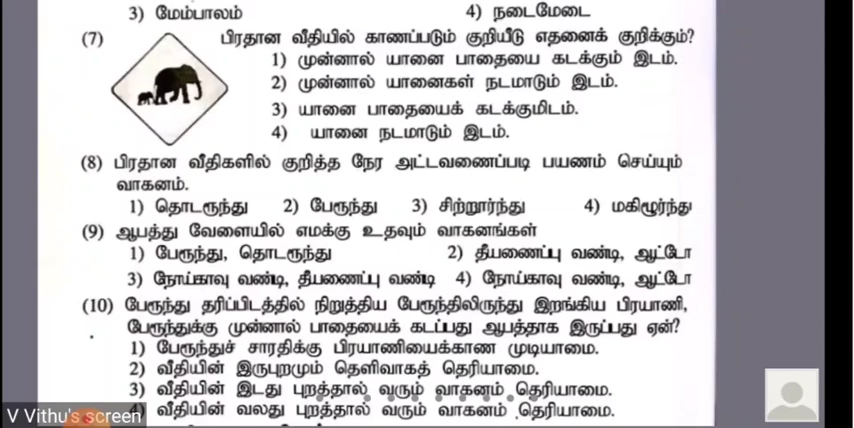 3) மேம்பாலம் 4) நடைமேடை
(7) பிரதான வீதியில் காணப்படும் குறியீடு எதனைக் குறிக்கும்?
1) முன்னால் யானை பாதையை கடக்கும் இடம்.
2) முன்னால் யானைகள் நடமாடும் இடம்.
3) யானை பாதையைக் கடக்குமிடம்.
4) யானை நடமாடும் இடம்.
(8) பிரதான வீதிகளில் குறித்த நேர அட்டவணைப்படி பயணம் செய்யும்
வாகனம்.
1) தொடரூந்து 2) பேரூந்து 3) சிற்றூர்ந்து 4) மகிழுர்ந்து
(9) ஆபத்து வேளையில் எமக்கு உதவும் வாகனங்கள்
1) பேரூந்து, தொடரூந்து 2) தீயணைப்பு வண்டி, ஆட்டோ
3) நோய்காவு வண்டி, தீயணைப்பு வண்டி 4) நோய்காவு வண்டி, ஆட்டோ
(10) பேரூந்து தரிப்பிடத்தில் நிறுத்திய பேரூந்திலிருந்து இறங்கிய பிரயாணி,
பேரூந்துக்கு முன்னால் பாதையைக் கடப்பது ஆபத்தாக இருப்பது ஏன்?
1) பேரூந்துச் சாரதிக்கு பிரயாணியைக்காண முடியாமை.
2) வீதியின் இருபுறமும் தெளிவாகத் தெரியாமை.
3) வீதியின் இடது புறத்தால் வரும் வாகனம் தெரியாமை.
4) வீதியின் வலது புறத்தால் வரும் வாகனம் தெரியாமை.
V Vithu's screen